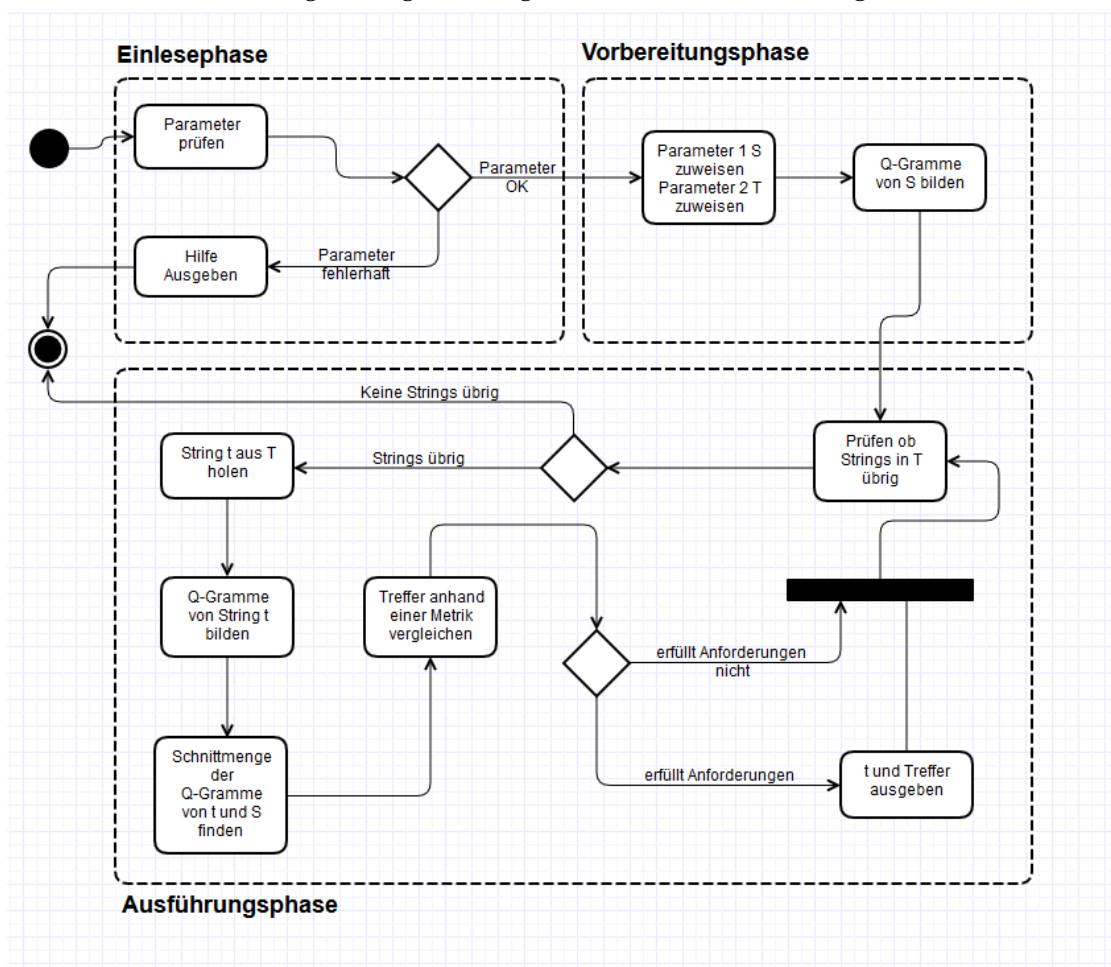 Einlesephase
Vorbereitungsphase
Parameter
prüfen
Parameter
OK
Parameter 1 S
zuweisen
Parameter 2 T
zuweisen
Q-Gramme
von S bilden
Hilfe
Ausgeben
Parameter
fehlerhaft
Keine Strings übrig
String t aus T
holen
Strings übrig
Prüfen ob
Strings in T
übrig
Q-Gramme
von String t
bilden
Treffer anhand
einer Metrik
vergleichen
erfüllt Anforderungen
nicht
Schnittmenge
der
Q-Gramme
von t und S
finden
erfüllt Anforderungen
t und Treffer
ausgeben
Ausführungsphase